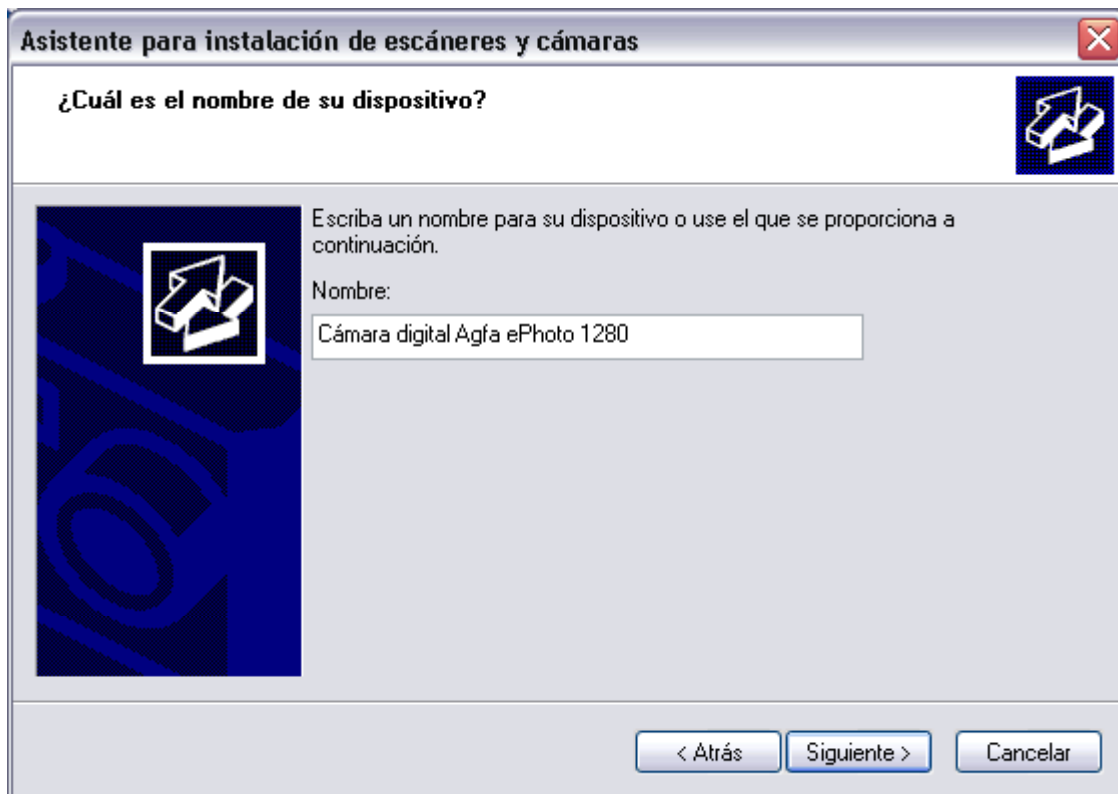 Asistente para instalación de escáneres y cámaras
¿Cuál es el nombre de su dispositivo?
Escriba un nombre para su dispositivo o use el que se proporciona a
continuación.
Nombre:
Cámara digital Agfa ePhoto 1280
< Atrás
Siguiente >
Cancelar